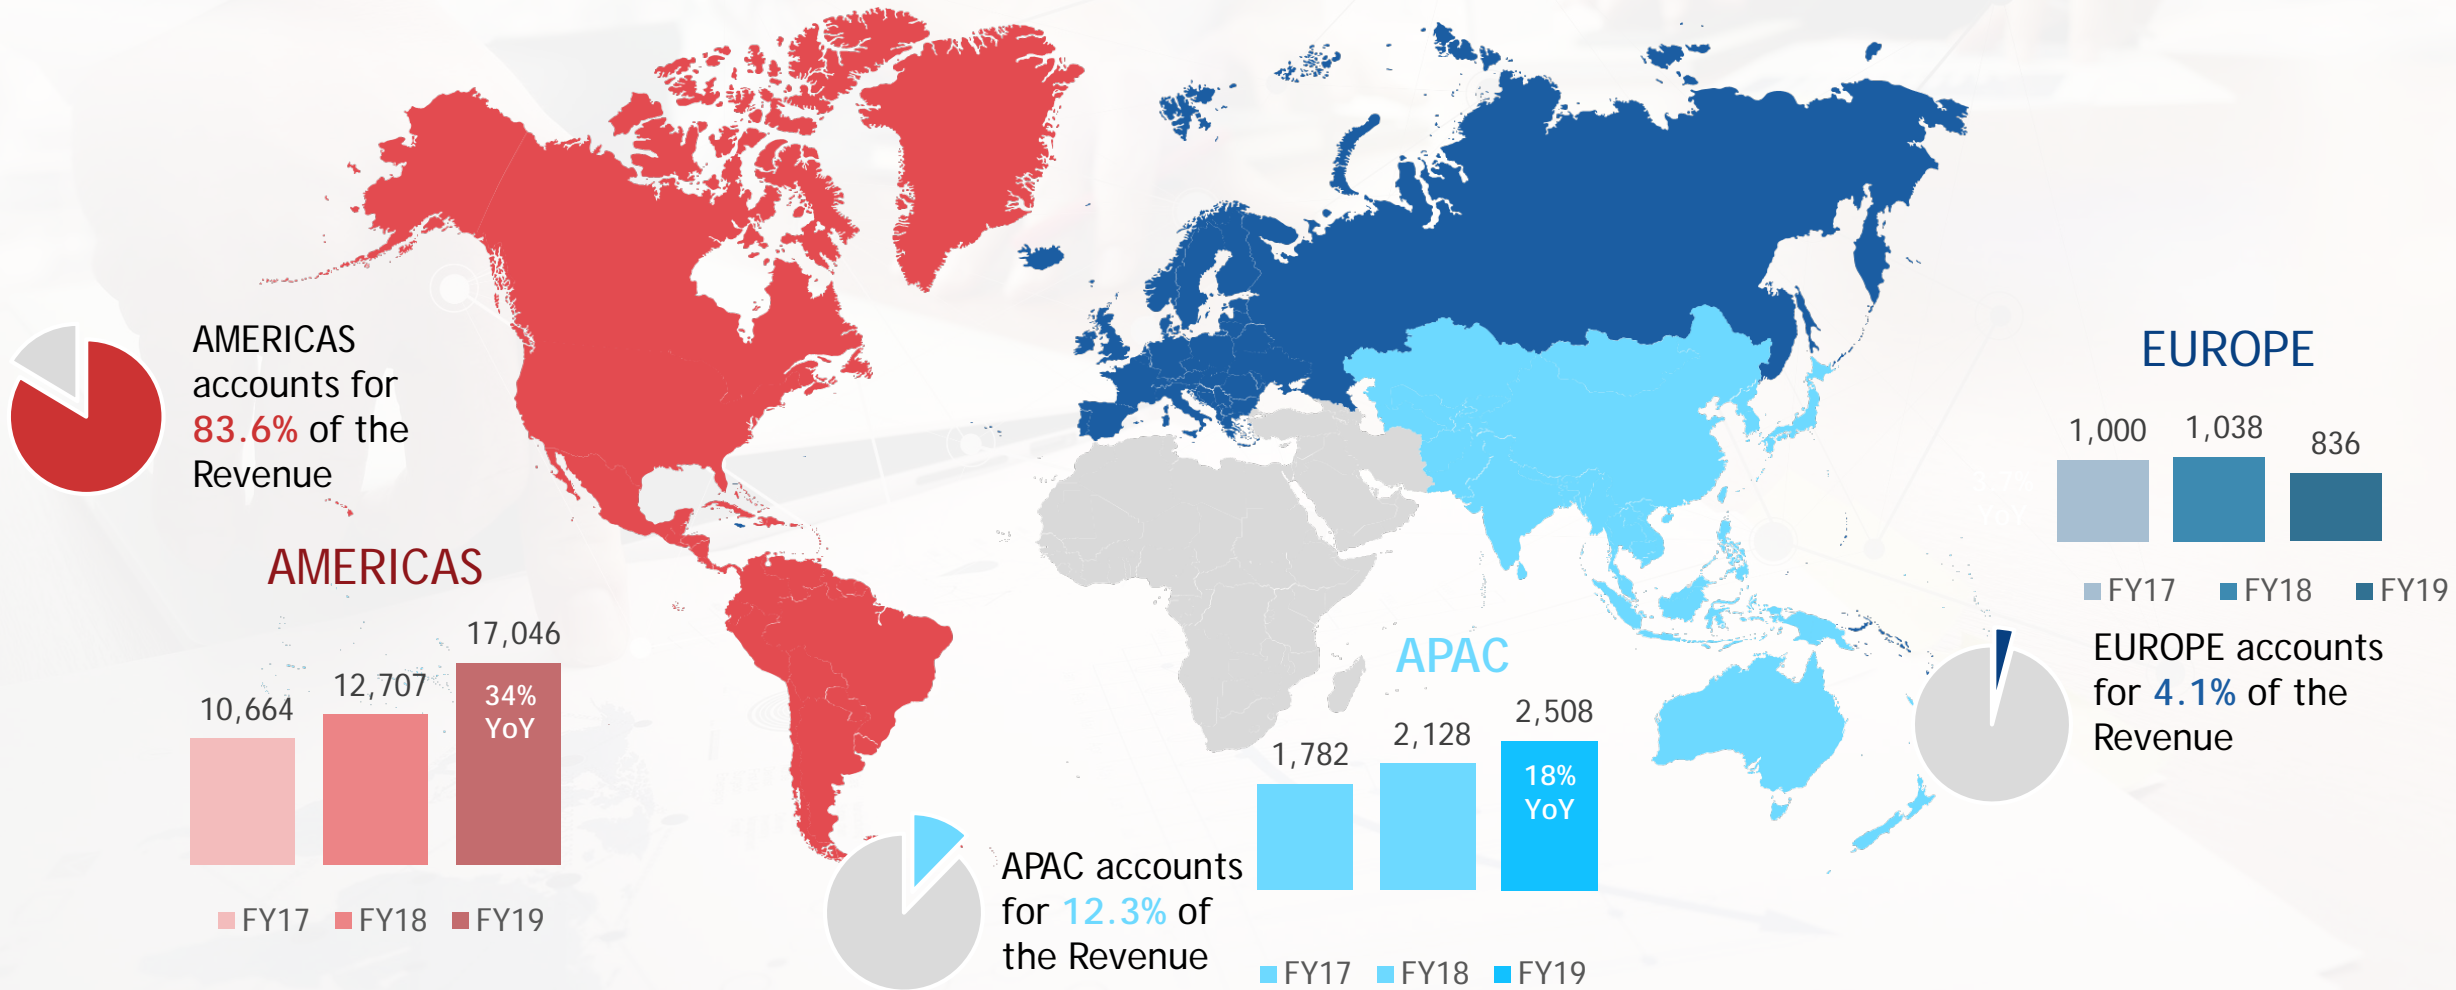 AMERICAS
accounts for
83.6% of the
Revenue
AMERICAS
10,664
12,707
17,046
34%
YoY
FY17
FY18
FY19
APAC accounts
for 12.3% of
the Revenue
APAC
1,782
2,128
2,508
18%
YoY
FY17
FY18
FY19
EUROPE
1,000
1,038
836
FY17
FY18
FY19
EUROPE accounts
for 4.1% of the
Revenue